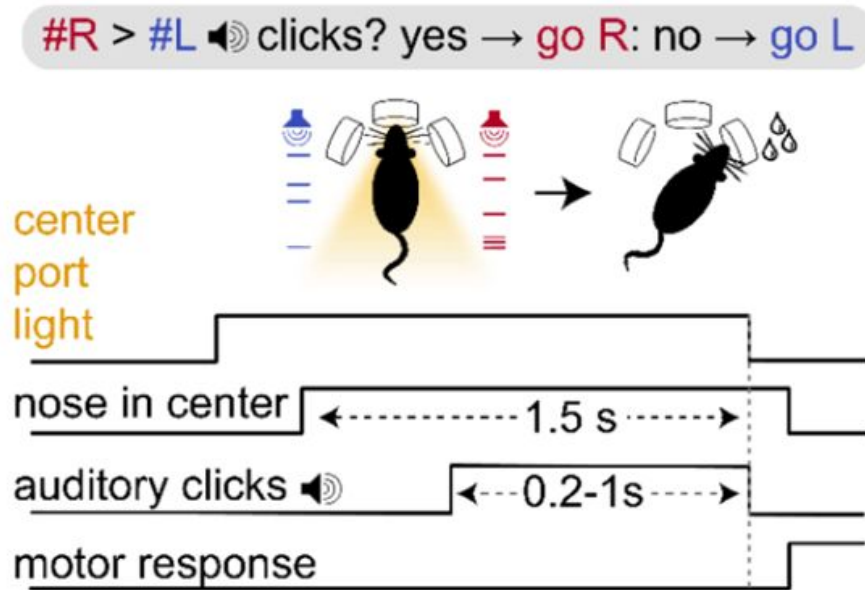 #R > #L clicks? yes → go R: no → go L
center
port
light
nose in center
1.5 s
auditory clicks
0.2-1s
motor response